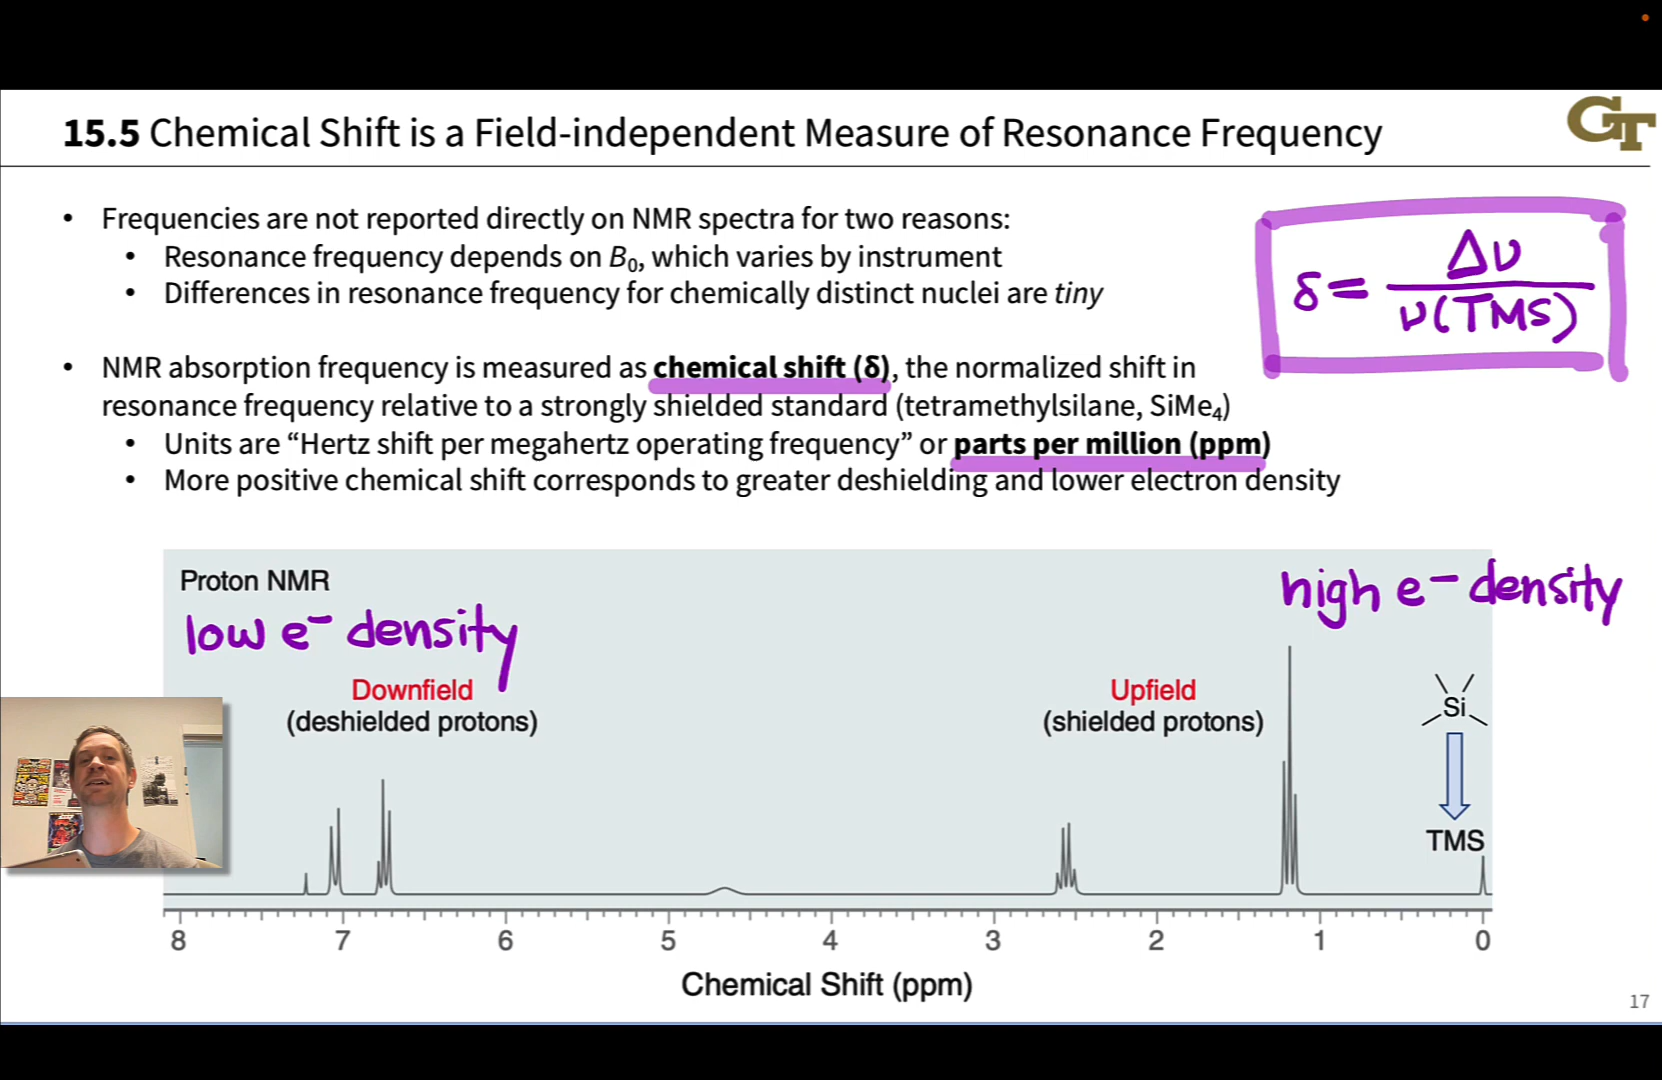 15.5 Chemical Shift is a Field-independent Measure of Resonance Frequency
GT
• Frequencies are not reported directly on NMR spectra for two reasons:
• Resonance frequency depends on B₀, which varies by instrument
• Differences in resonance frequency for chemically distinct nuclei are tiny
δ = Δν / ν(TMS)
• NMR absorption frequency is measured as chemical shift (δ), the normalized shift in
resonance frequency relative to a strongly shielded standard (tetramethylsilane, SiMe₄)
• Units are “Hertz shift per megahertz operating frequency” or parts per million (ppm)
• More positive chemical shift corresponds to greater deshielding and lower electron density
Proton NMR
low e⁻ density
high e⁻ density
Downfield
(deshielded protons)
Upfield
(shielded protons)
Si
TMS
8 7 6 5 4 3 2 1 0
Chemical Shift (ppm)
17